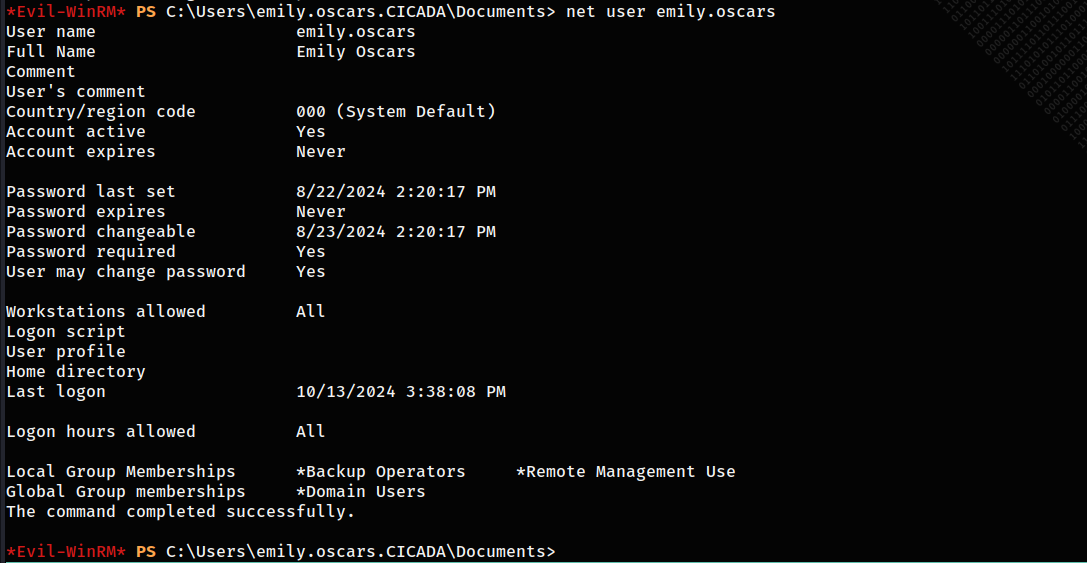 *Evil-WinRM* PS C:\Users\emily.oscars.CICADA\Documents> net user emily.oscars
User name                    emily.oscars
Full Name                    Emily Oscars
Comment
User's comment
Country/region code          000 (System Default)
Account active               Yes
Account expires              Never

Password last set            8/22/2024 2:20:17 PM
Password expires             Never
Password changeable          8/23/2024 2:20:17 PM
Password required            Yes
User may change password     Yes

Workstations allowed         All
Logon script
User profile
Home directory
Last logon                   10/13/2024 3:38:08 PM

Logon hours allowed          All

Local Group Memberships      *Backup Operators     *Remote Management Use
Global Group memberships     *Domain Users
The command completed successfully.

*Evil-WinRM* PS C:\Users\emily.oscars.CICADA\Documents>